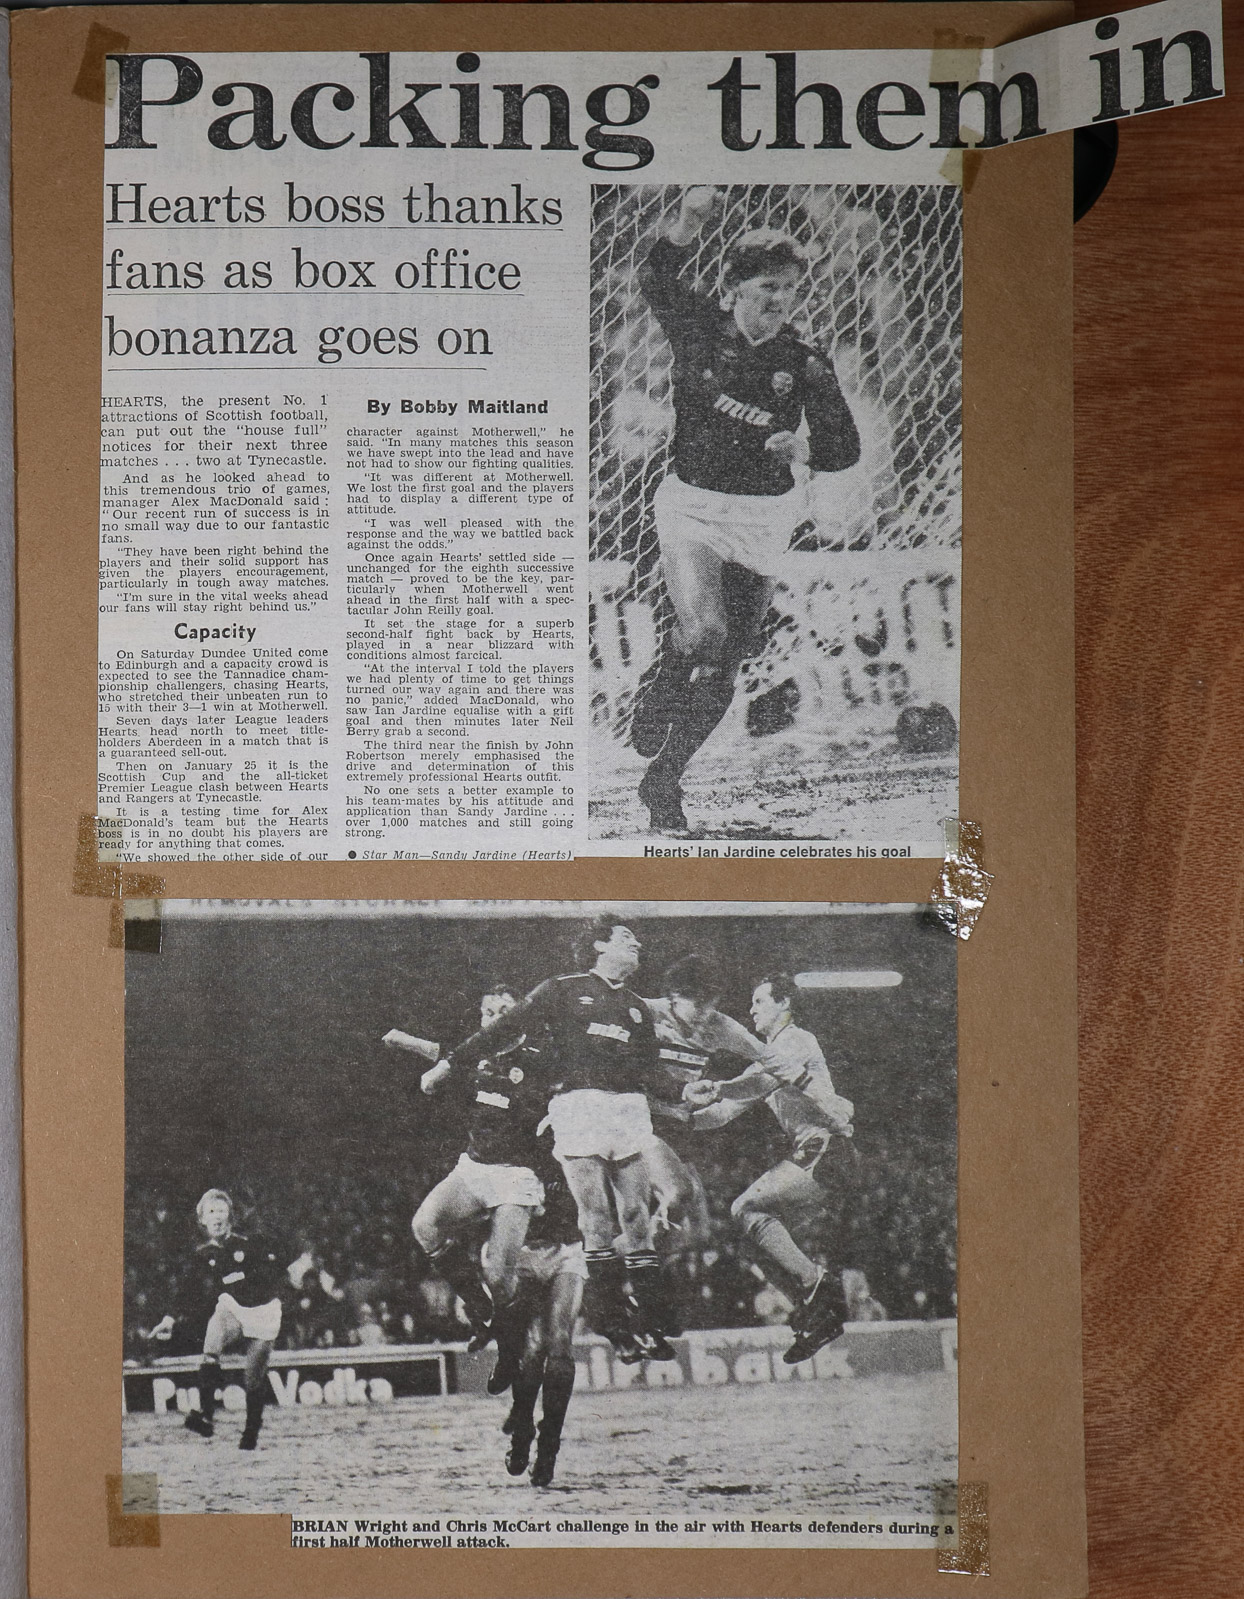 Packing them in
Hearts boss thanks
fans as box office
bonanza goes on
HEARTS, the present No. 1
attractions of Scottish football,
can put out the "house full"
notices for their next three
matches . . . two at Tynecastle.
And as he looked ahead to
this tremendous trio of games,
manager Alex MacDonald said :
"Our recent run of success is in
no small way due to our fantastic
fans.
"They have been right behind the
players and their solid support has
given the players encouragement,
particularly in tough away matches.
"I'm sure in the vital weeks ahead
our fans will stay right behind us."
Capacity
On Saturday Dundee United come
to Edinburgh and a capacity crowd is
expected to see the Tannadice cham-
pionship challengers, chasing Hearts,
who stretched their unbeaten run to
15 with their 3—1 win at Motherwell.
Seven days later League leaders
Hearts head north to meet title-
holders Aberdeen in a match that is
a guaranteed sell-out.
Then on January 25 it is the
Scottish Cup and the all-ticket
Premier League clash between Hearts
and Rangers at Tynecastle.
It is a testing time for Alex
MacDonald's team but the Hearts
boss is in no doubt his players are
ready for anything that comes.
"We showed the other side of our
By Bobby Maitland
character against Motherwell," he
said. "In many matches this season
we have swept into the lead and have
not had to show our fighting qualities.
"It was different at Motherwell.
We lost the first goal and the players
had to display a different type of
attitude.
"I was well pleased with the
response and the way we battled back
against the odds."
Once again Hearts' settled side —
unchanged for the eighth successive
match — proved to be the key, par-
ticularly when Motherwell went
ahead in the first half with a spec-
tacular John Reilly goal.
It set the stage for a superb
second-half fight back by Hearts,
played in a near blizzard with
conditions almost farcical.
"At the interval I told the players
we had plenty of time to get things
turned our way again and there was
no panic," added MacDonald, who
saw Ian Jardine equalise with a gift
goal and then minutes later Neil
Berry grab a second.
The third near the finish by John
Robertson merely emphasised the
drive and determination of this
extremely professional Hearts outfit.
No one sets a better example to
his team-mates by his attitude and
application than Sandy Jardine . . .
over 1,000 matches and still going
strong.
● Star Man—Sandy Jardine (Hearts)
mita
Hearts' Ian Jardine celebrates his goal
mita
Pure Vodka
bank
BRIAN Wright and Chris McCart challenge in the air with Hearts defenders during a
first half Motherwell attack.